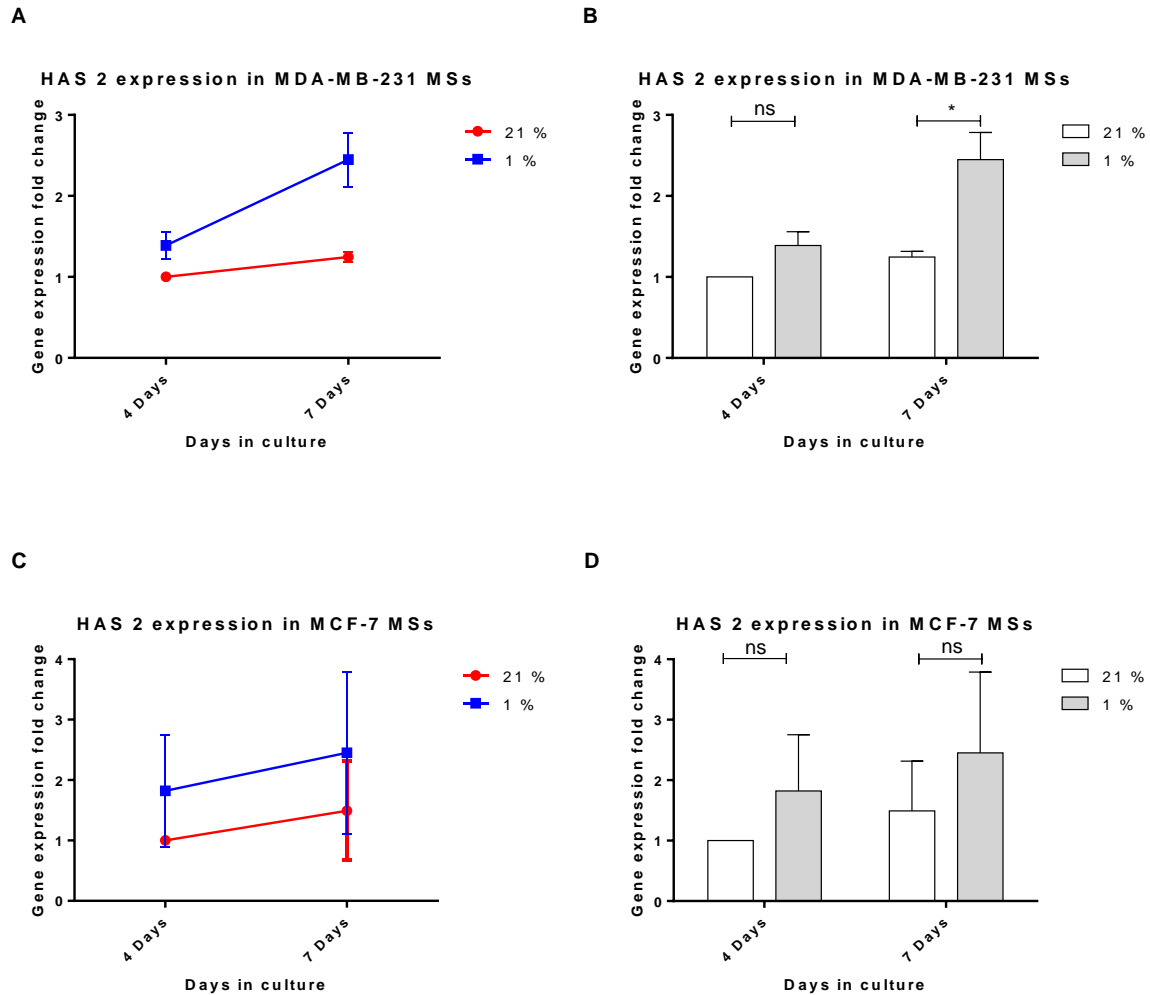 A
HAS 2 expression in MDA-MB-231 MSs
Gene expression fold change
3
2
1
0
4 Days
7 Days
Days in culture
21 %
1 %
B
HAS 2 expression in MDA-MB-231 MSs
Gene expression fold change
3
2
1
0
ns
*
4 Days
7 Days
Days in culture
21 %
1 %
C
HAS 2 expression in MCF-7 MSs
Gene expression fold change
4
3
2
1
0
4 Days
7 Days
Days in culture
21 %
1 %
D
HAS 2 expression in MCF-7 MSs
Gene expression fold change
4
3
2
1
0
ns
ns
4 Days
7 Days
Days in culture
21 %
1 %